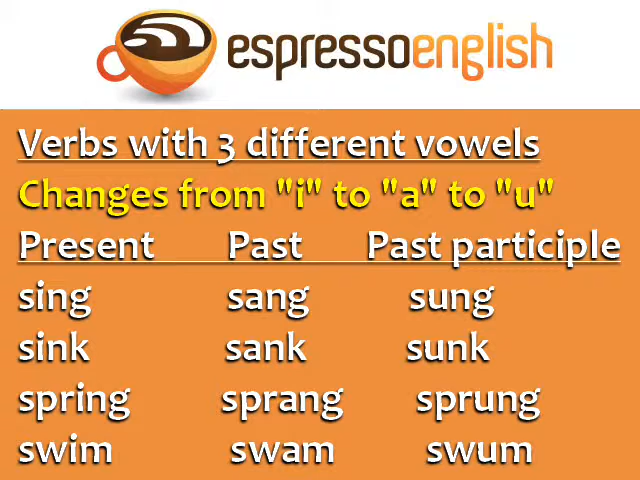 espressoenglish
Verbs with 3 different vowels
Changes from "i" to "a" to "u"
Present Past Past participle
sing sang sung
sink sank sunk
spring sprang sprung
swim swam swum